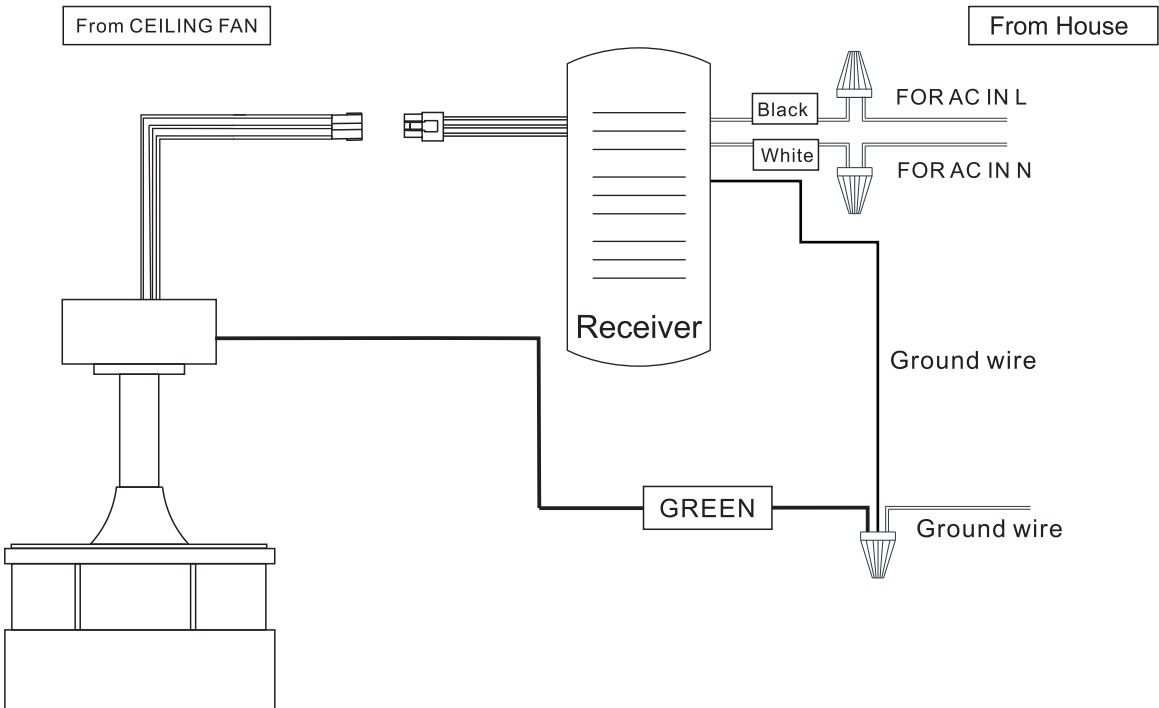 From CEILING FAN
From House
Black
FOR AC IN L
White
FOR AC IN N
Receiver
Ground wire
GREEN
Ground wire